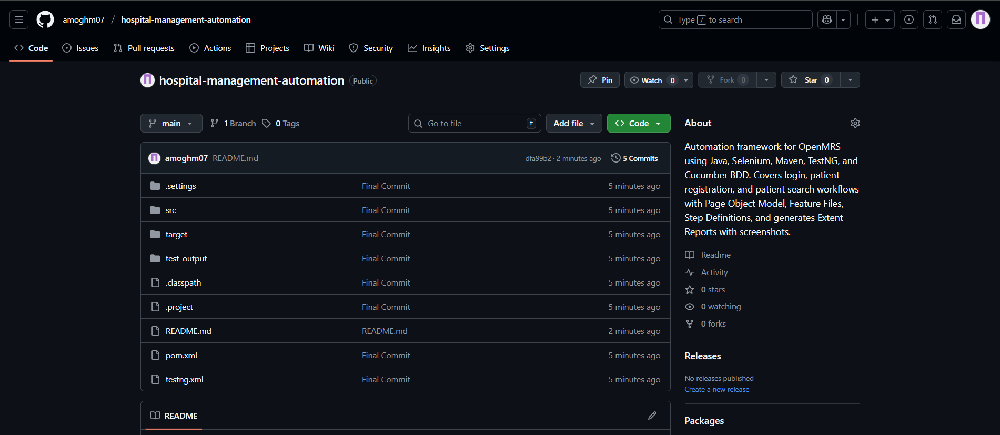 amoghm07 / hospital-management-automation
Type / to search
Code
Issues
Pull requests
Actions
Projects
Wiki
Security
Insights
Settings
hospital-management-automation Public
Pin
Watch 0
Fork 0
Star 0
main
1 Branch
0 Tags
Go to file t
Add file
Code
amoghm07 README.md dfa99b2 · 2 minutes ago 5 Commits
.settings Final Commit 5 minutes ago
src Final Commit 5 minutes ago
target Final Commit 5 minutes ago
test-output Final Commit 5 minutes ago
.classpath Final Commit 5 minutes ago
.project Final Commit 5 minutes ago
README.md README.md 2 minutes ago
pom.xml Final Commit 5 minutes ago
testng.xml Final Commit 5 minutes ago
README
About
Automation framework for OpenMRS
using Java, Selenium, Maven, TestNG, and
Cucumber BDD. Covers login, patient
registration, and patient search workflows
with Page Object Model, Feature Files,
Step Definitions, and generates Extent
Reports with screenshots.
Readme
Activity
0 stars
0 watching
0 forks
Releases
No releases published
Create a new release
Packages